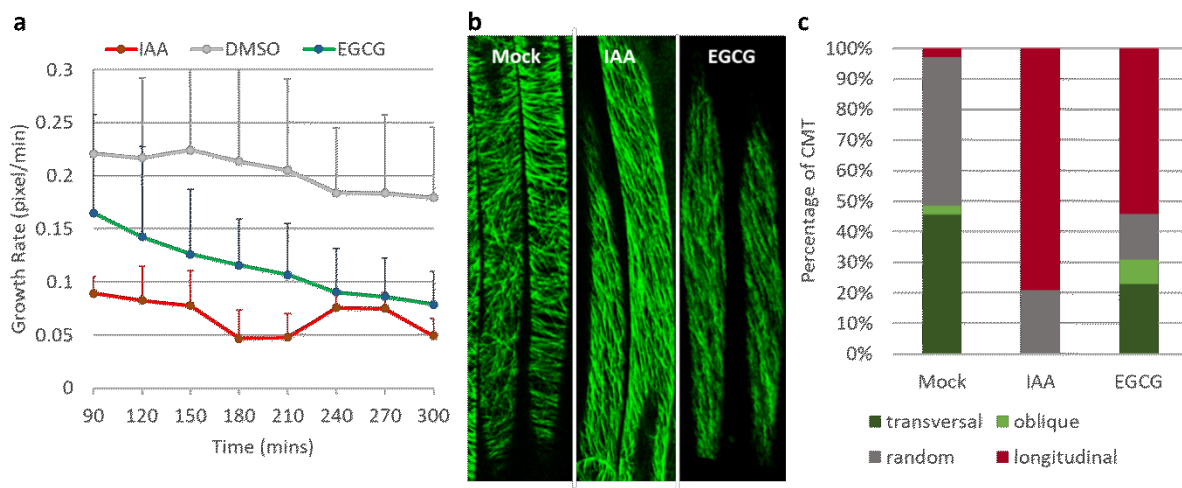 a
IAA DMSO EGCG
0.3
0.25
0.2
0.15
0.1
0.05
0
Growth Rate (pixel/min)
90 120 150 180 210 240 270 300
Time (mins)
b
Mock IAA EGCG
c
100%
90%
80%
70%
60%
50%
40%
30%
20%
10%
0%
Percentage of CMT
Mock IAA EGCG
transversal oblique
random longitudinal